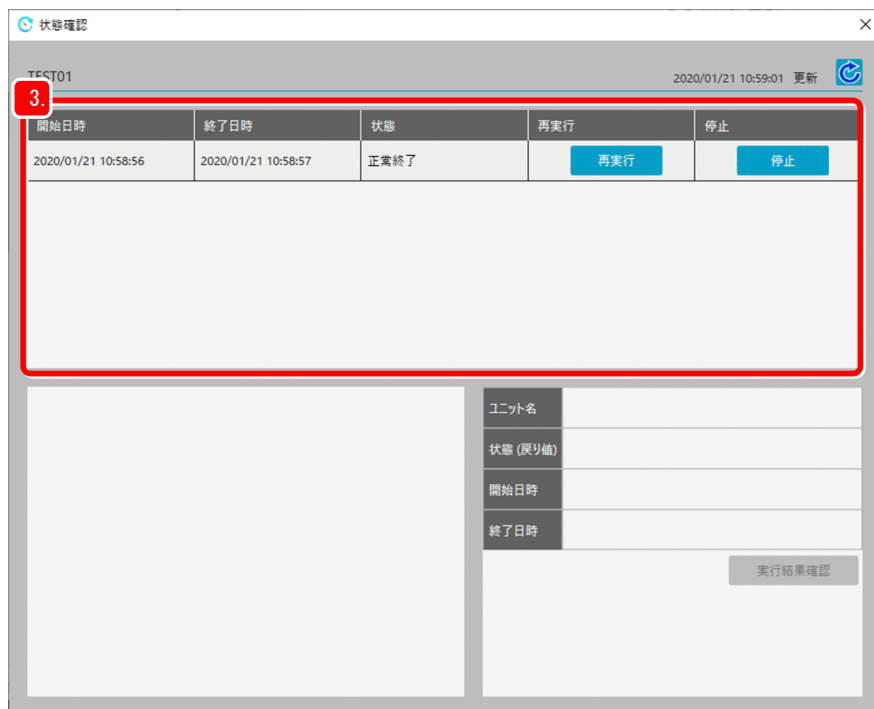 状態確認
TEST01
2020/01/21 10:59:01 更新
3.
開始日時 終了日時 状態 再実行 停止
2020/01/21 10:58:56 2020/01/21 10:58:57 正常終了 再実行 停止
ユニット名
状態 (戻り値)
開始日時
終了日時
実行結果確認